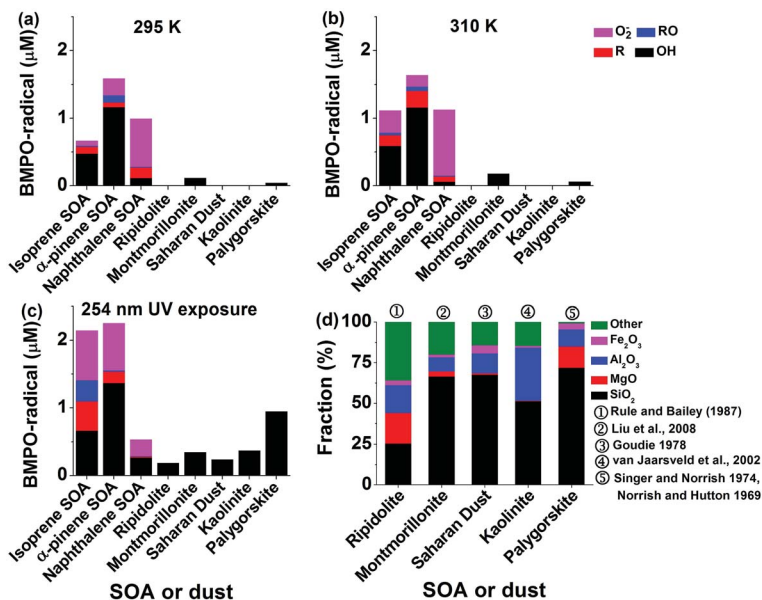 (a)
295 K
BMPO-radical (μM)
2
1
0
Isoprene SOA
α-pinene SOA
Naphthalene SOA
Ripidolite
Montmorillonite
Saharan Dust
Kaolinite
Palygorskite
(b)
310 K
BMPO-radical (μM)
2
1
0
Isoprene SOA
α-pinene SOA
Naphthalene SOA
Ripidolite
Montmorillonite
Saharan Dust
Kaolinite
Palygorskite
O₂⁻ RO
R OH
(c) 254 nm UV exposure
BMPO-radical (μM)
2
1
0
Isoprene SOA
α-pinene SOA
Naphthalene SOA
Ripidolite
Montmorillonite
Saharan Dust
Kaolinite
Palygorskite
SOA or dust
(d) ① ② ③ ④ ⑤
Fraction (%)
100
75
50
25
0
Ripidolite
Montmorillonite
Saharan Dust
Kaolinite
Palygorskite
SOA or dust
Other
Fe₂O₃
Al₂O₃
MgO
SiO₂
① Rule and Bailey (1987)
② Liu et al., 2008
③ Goudie 1978
④ van Jaarsveld et al., 2002
⑤ Singer and Norrish 1974,
Norrish and Hutton 1969